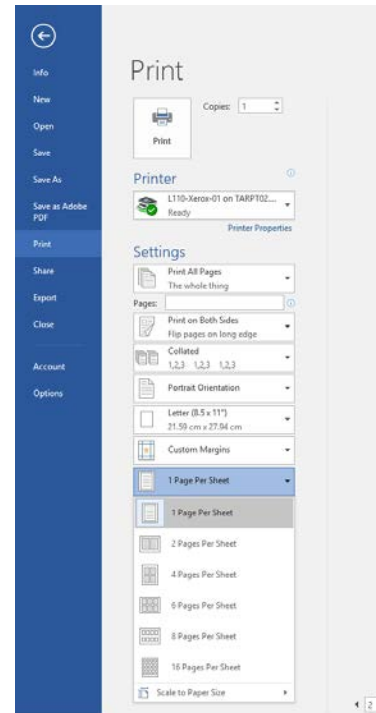 Info
New
Open
Save
Save As
Save as Adobe
PDF
Print
Share
Export
Close
Account
Options
Print
Copies: 1
Print
Printer
L110-Xerox-01 on TARPT02....
Ready
Printer Properties
Settings
Print All Pages
The whole thing
Pages:
Print on Both Sides
Flip pages on long edge
Collated
1,2,3 1,2,3 1,2,3
Portrait Orientation
Letter (8.5 x 11")
21.59 cm x 27.94 cm
Custom Margins
1 Page Per Sheet
1 Page Per Sheet
2 Pages Per Sheet
4 Pages Per Sheet
6 Pages Per Sheet
8 Pages Per Sheet
16 Pages Per Sheet
Scale to Paper Size
2